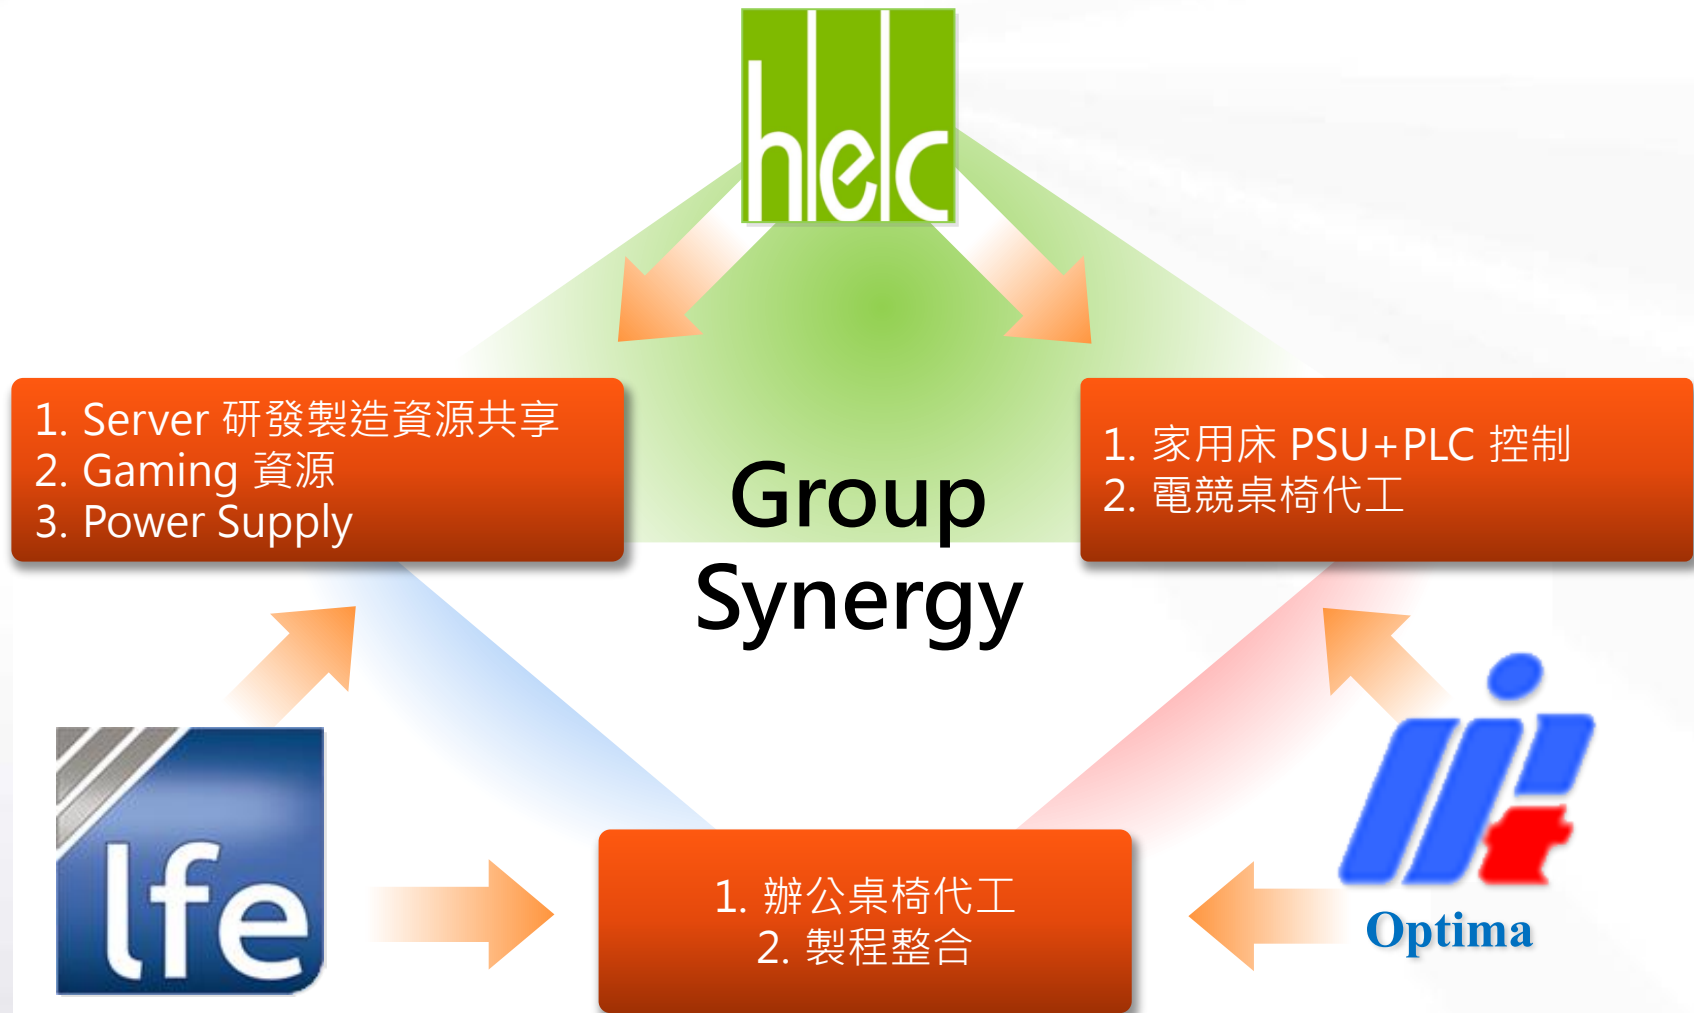 hlelc
1. Server 研發製造資源共享
2. Gaming 資源
3. Power Supply
1. 家用床 PSU+PLC 控制
2. 電競桌椅代工
Group
Synergy
lfe
1. 辦公桌椅代工
2. 製程整合
Optima